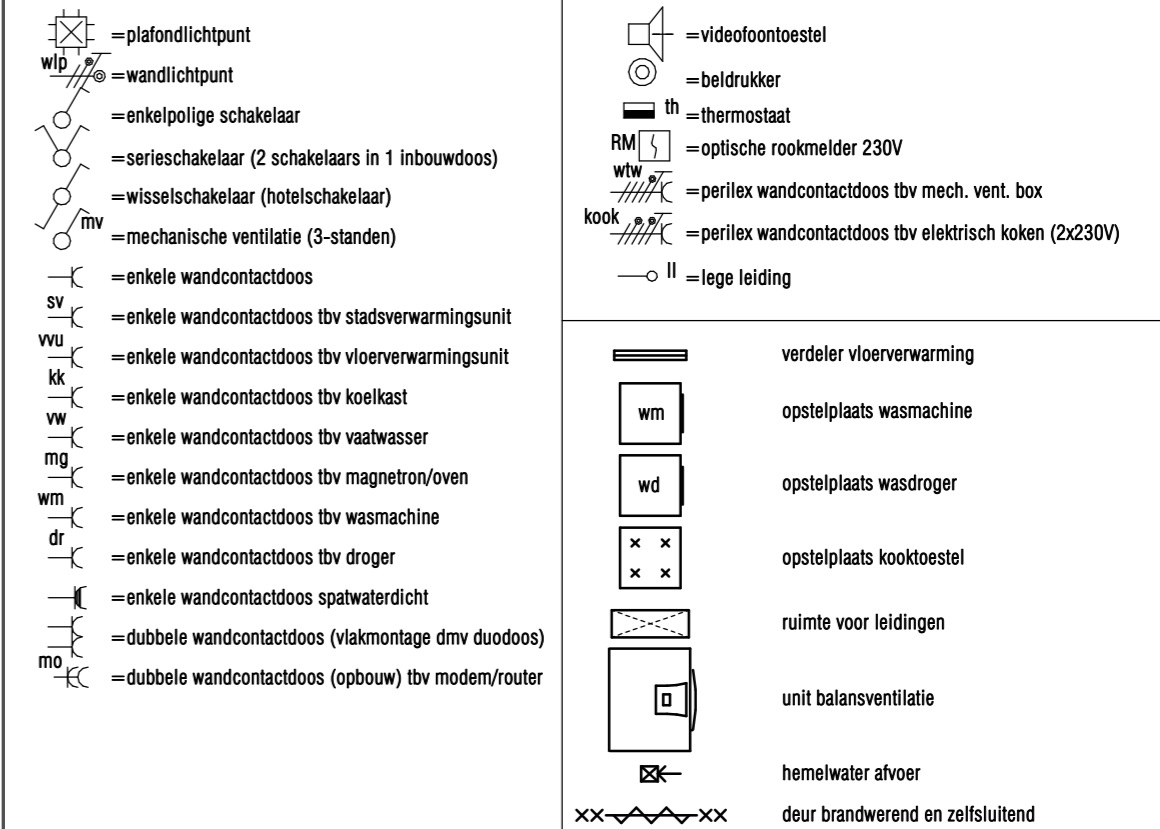 =plafondlichtpunt
wlp =wandlichtpunt
=enkelpolige schakelaar
=serieschakelaar (2 schakelaars in 1 inbouwdoos)
=wisselschakelaar (hotelschakelaar)
mv =mechanische ventilatie (3-standen)
=enkele wandcontactdoos
sv =enkele wandcontactdoos tbv stadsverwarmingsunit
vvu =enkele wandcontactdoos tbv vloerverwarmingsunit
kk =enkele wandcontactdoos tbv koelkast
vw =enkele wandcontactdoos tbv vaatwasser
mg =enkele wandcontactdoos tbv magnetron/oven
wm =enkele wandcontactdoos tbv wasmachine
dr =enkele wandcontactdoos tbv droger
=enkele wandcontactdoos spatwaterdicht
=dubbele wandcontactdoos (vlakmontage dmv duodoos)
mo =dubbele wandcontactdoos (opbouw) tbv modem/router
=videofoontoestel
=beldrukker
th =thermostaat
RM =optische rookmelder 230V
wtw =perilex wandcontactdoos tbv mech. vent. box
kook =perilex wandcontactdoos tbv elektrisch koken (2x230V)
ll =lege leiding
verdeler vloerverwarming
wm opstelplaats wasmachine
wd opstelplaats wasdroger
opstelplaats kooktoestel
ruimte voor leidingen
unit balansventilatie
hemelwater afvoer
deur brandwerend en zelfsluitend